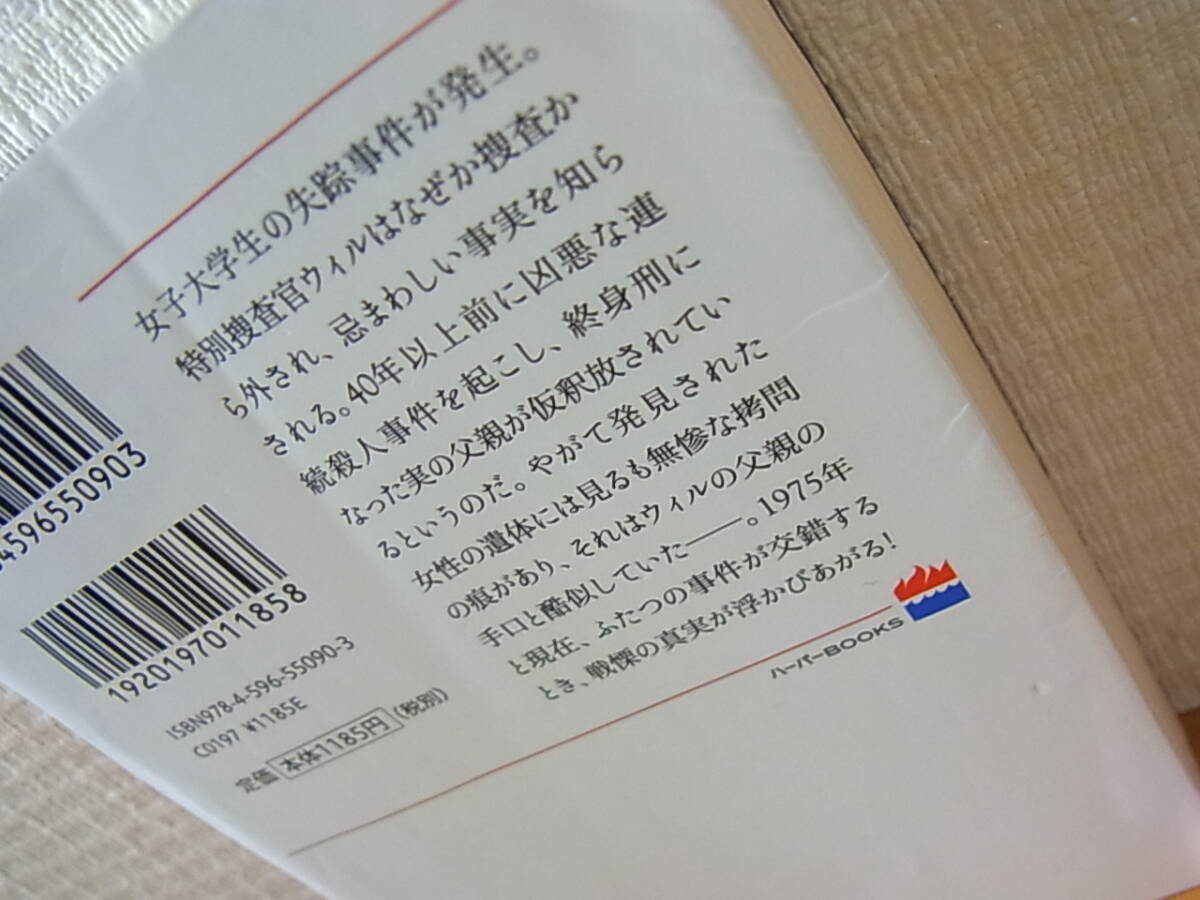 女子大学生の失踪事件が発生。
特別捜査官ウィルはなぜか捜査か
ら外され、忌まわしい事実を知ら
される。40年以上前に凶悪な連
続殺人事件を起こし、終身刑に
なった実の父親が仮釈放されてい
るというのだ。やがて発見された
女性の遺体には見るも無惨な拷問
の痕があり、それはウィルの父親の
手口と酷似していた――。1975年
と現在、ふたつの事件が交錯する
とき、戦慄の真実が浮かびあがる!
ハーパーBOOKS
4596550903
1920197011858
ISBN978-4-596-55090-3
C0197 ¥1185E
定価 本体1185円 (税別)